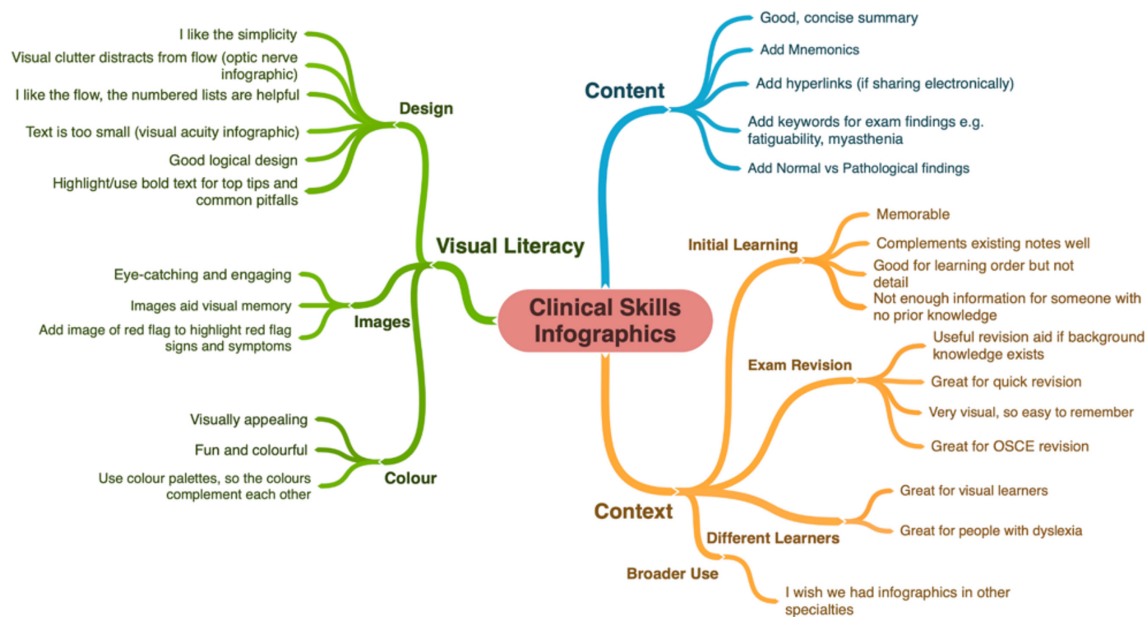 Clinical Skills
Infographics
Visual Literacy
Design
I like the simplicity
Visual clutter distracts from flow (optic nerve
infographic)
I like the flow, the numbered lists are helpful
Text is too small (visual acuity infographic)
Good logical design
Highlight/use bold text for top tips and
common pitfalls
Images
Eye-catching and engaging
Images aid visual memory
Add image of red flag to highlight red flag
signs and symptoms
Colour
Visually appealing
Fun and colourful
Use colour palettes, so the colours
complement each other
Content
Good, concise summary
Add Mnemonics
Add hyperlinks (if sharing electronically)
Add keywords for exam findings e.g.
fatiguability, myasthenia
Add Normal vs Pathological findings
Context
Initial Learning
Memorable
Complements existing notes well
Good for learning order but not
detail
Not enough information for someone with
no prior knowledge
Exam Revision
Useful revision aid if background
knowledge exists
Great for quick revision
Very visual, so easy to remember
Great for OSCE revision
Different Learners
Great for visual learners
Great for people with dyslexia
Broader Use
I wish we had infographics in other
specialties